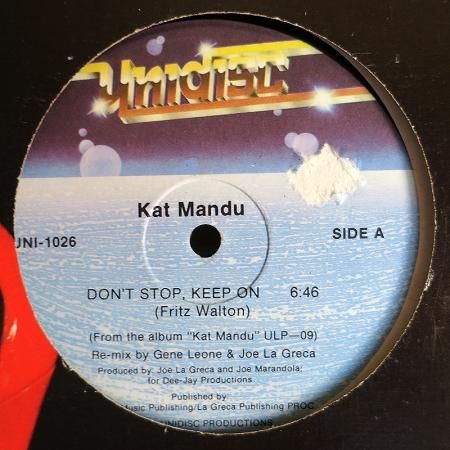 Unidisc
Kat Mandu
UNI-1026
SIDE A
DON'T STOP, KEEP ON 6:46
(Fritz Walton)
(From the album "Kat Mandu" ULP—09)
Re-mix by Gene Leone & Joe La Greca
Produced by: Joe La Greca and Joe Marandola;
for Dee-Jay Productions.
Published by
Music Publishing/La Greca Publishing PROC
UNIDISC PRODUCTIONS